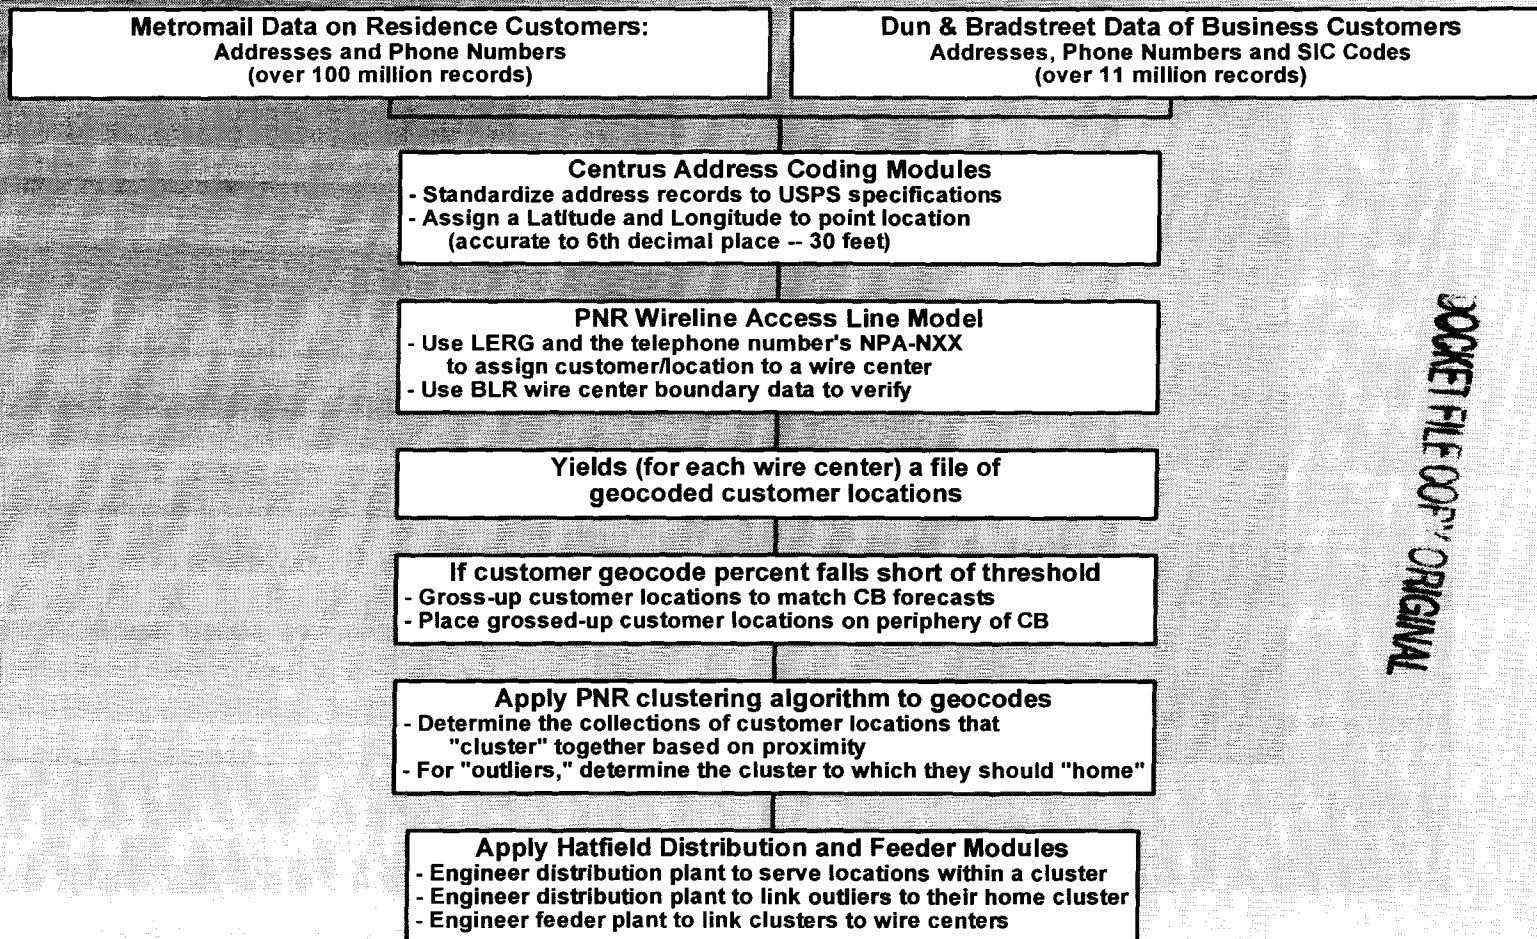 Metromail Data on Residence Customers:
Addresses and Phone Numbers
(over 100 million records)
Dun & Bradstreet Data of Business Customers
Addresses, Phone Numbers and SIC Codes
(over 11 million records)
Centrus Address Coding Modules
- Standardize address records to USPS specifications
- Assign a Latitude and Longitude to point location
(accurate to 6th decimal place -- 30 feet)
PNR Wireline Access Line Model
- Use LERG and the telephone number's NPA-NXX
to assign customer/location to a wire center
- Use BLR wire center boundary data to verify
Yields (for each wire center) a file of
geocoded customer locations
If customer geocode percent falls short of threshold
- Gross-up customer locations to match CB forecasts
- Place grossed-up customer locations on periphery of CB
Apply PNR clustering algorithm to geocodes
- Determine the collections of customer locations that
"cluster" together based on proximity
- For "outliers," determine the cluster to which they should "home"
Apply Hatfield Distribution and Feeder Modules
- Engineer distribution plant to serve locations within a cluster
- Engineer distribution plant to link outliers to their home cluster
- Engineer feeder plant to link clusters to wire centers
DOCKET FILE COPY ORIGINAL